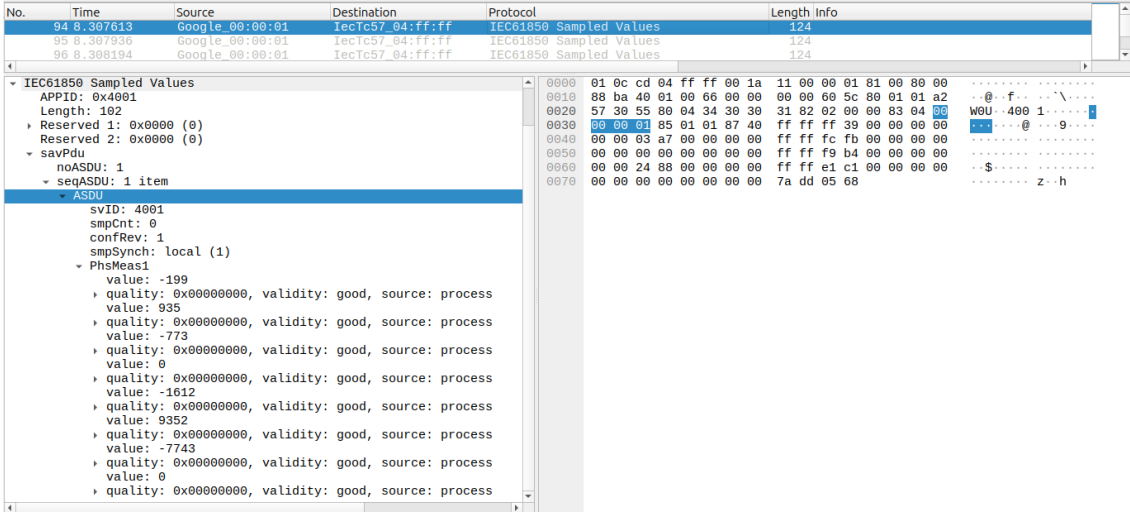 No. Time Source Destination Protocol Length Info
94 8.307613 Google_00:00:01 IecTc57_04:ff:ff IEC61850 Sampled Values 124
95 8.307936 Google_00:00:01 IecTc57_04:ff:ff IEC61850 Sampled Values 124
96 8.308194 Google_00:00:01 IecTc57_04:ff:ff IEC61850 Sampled Values 124
IEC61850 Sampled Values
APPID: 0x4001
Length: 102
Reserved 1: 0x0000 (0)
Reserved 2: 0x0000 (0)
savPdu
noASDU: 1
seqASDU: 1 item
ASDU
svID: 4001
smpCnt: 0
confRev: 1
smpSynch: local (1)
PhsMeas1
value: -199
quality: 0x00000000, validity: good, source: process
value: 935
quality: 0x00000000, validity: good, source: process
value: -773
quality: 0x00000000, validity: good, source: process
value: 0
quality: 0x00000000, validity: good, source: process
value: -1612
quality: 0x00000000, validity: good, source: process
value: 9352
quality: 0x00000000, validity: good, source: process
value: -7743
quality: 0x00000000, validity: good, source: process
value: 0
quality: 0x00000000, validity: good, source: process
0000 01 0c cd 04 ff ff 00 1a 11 00 00 01 81 00 80 00 ········ ········
0010 88 ba 40 01 00 66 00 00 00 00 60 5c 80 01 01 a2 ··@··f·· ··`\····
0020 57 30 55 80 04 34 30 30 31 82 02 00 00 83 04 00 W0U··400 1·······
0030 00 00 01 85 01 01 87 40 ff ff ff 39 00 00 00 00 ·······@ ···9····
0040 00 00 03 a7 00 00 00 00 ff ff fc fb 00 00 00 00 ········ ········
0050 00 00 00 00 00 00 00 00 ff ff f9 b4 00 00 00 00 ········ ········
0060 00 00 24 88 00 00 00 00 ff ff e1 c1 00 00 00 00 ··$····· ········
0070 00 00 00 00 00 00 00 00 7a dd 05 68 ········ z··h